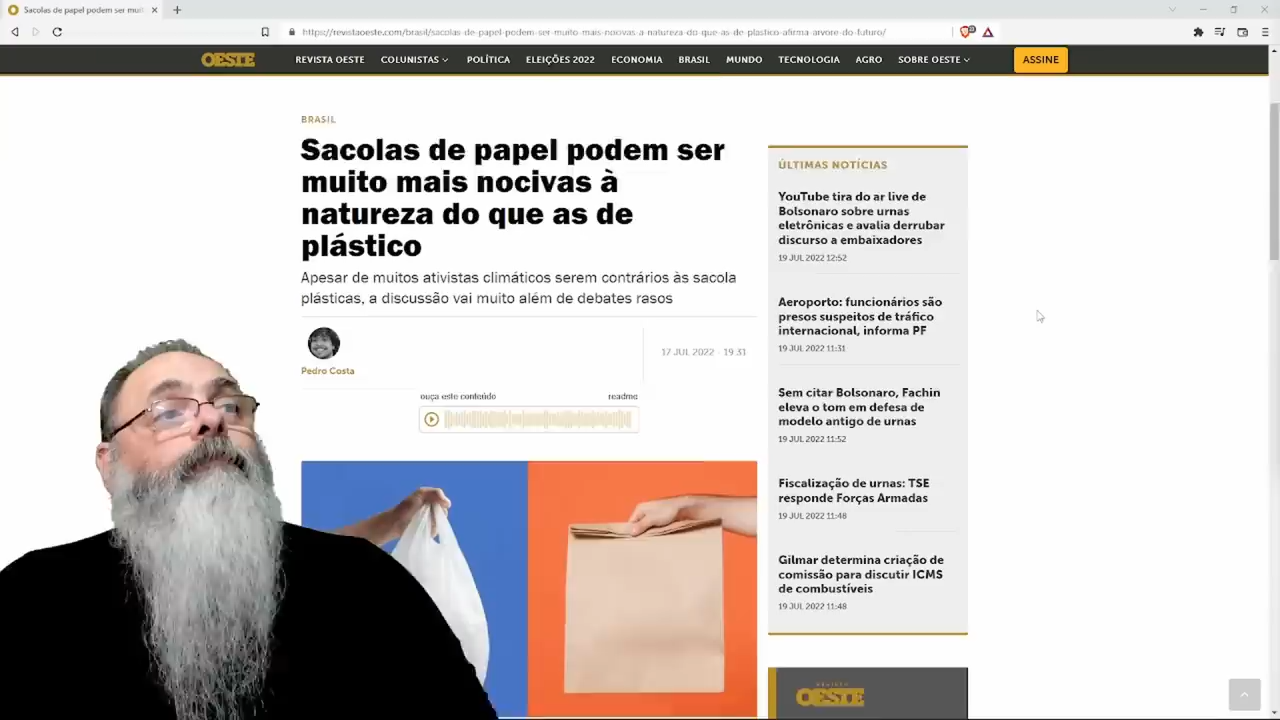 Sacolas de papel podem ser muit
https://revistaoeste.com/brasil/sacolas-de-papel-podem-ser-muito-mais-nocivas-a-natureza-do-que-as-de-plastico-afirma-arvore-do-futuro/
OESTE
REVISTA OESTE
COLUNISTAS
POLÍTICA
ELEIÇÕES 2022
ECONOMIA
BRASIL
MUNDO
TECNOLOGIA
AGRO
SOBRE OESTE
ASSINE
BRASIL
Sacolas de papel podem ser
muito mais nocivas à
natureza do que as de
plástico
Apesar de muitos ativistas climáticos serem contrários às sacola
plásticas, a discussão vai muito além de debates rasos
Pedro Costa
17 JUL 2022 - 19:31
ouça este conteúdo
readme
ÚLTIMAS NOTÍCIAS
YouTube tira do ar live de
Bolsonaro sobre urnas
eletrônicas e avalia derrubar
discurso a embaixadores
19 JUL 2022 12:52
Aeroporto: funcionários são
presos suspeitos de tráfico
internacional, informa PF
19 JUL 2022 11:31
Sem citar Bolsonaro, Fachin
eleva o tom em defesa de
modelo antigo de urnas
19 JUL 2022 11:52
Fiscalização de urnas: TSE
responde Forças Armadas
19 JUL 2022 11:48
Gilmar determina criação de
comissão para discutir ICMS
de combustíveis
19 JUL 2022 11:48
REVISTA
OESTE